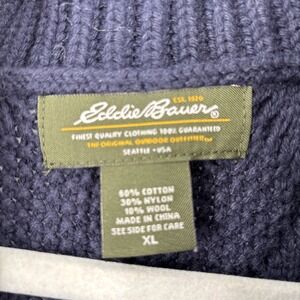 EST. 1920
Eddie Bauer®
FINEST QUALITY CLOTHING 100% GUARANTEED
THE ORIGINAL OUTDOOR OUTFITTER™
SEATTLE • USA
60% COTTON
30% NYLON
10% WOOL
MADE IN CHINA
SEE SIDE FOR CARE
XL